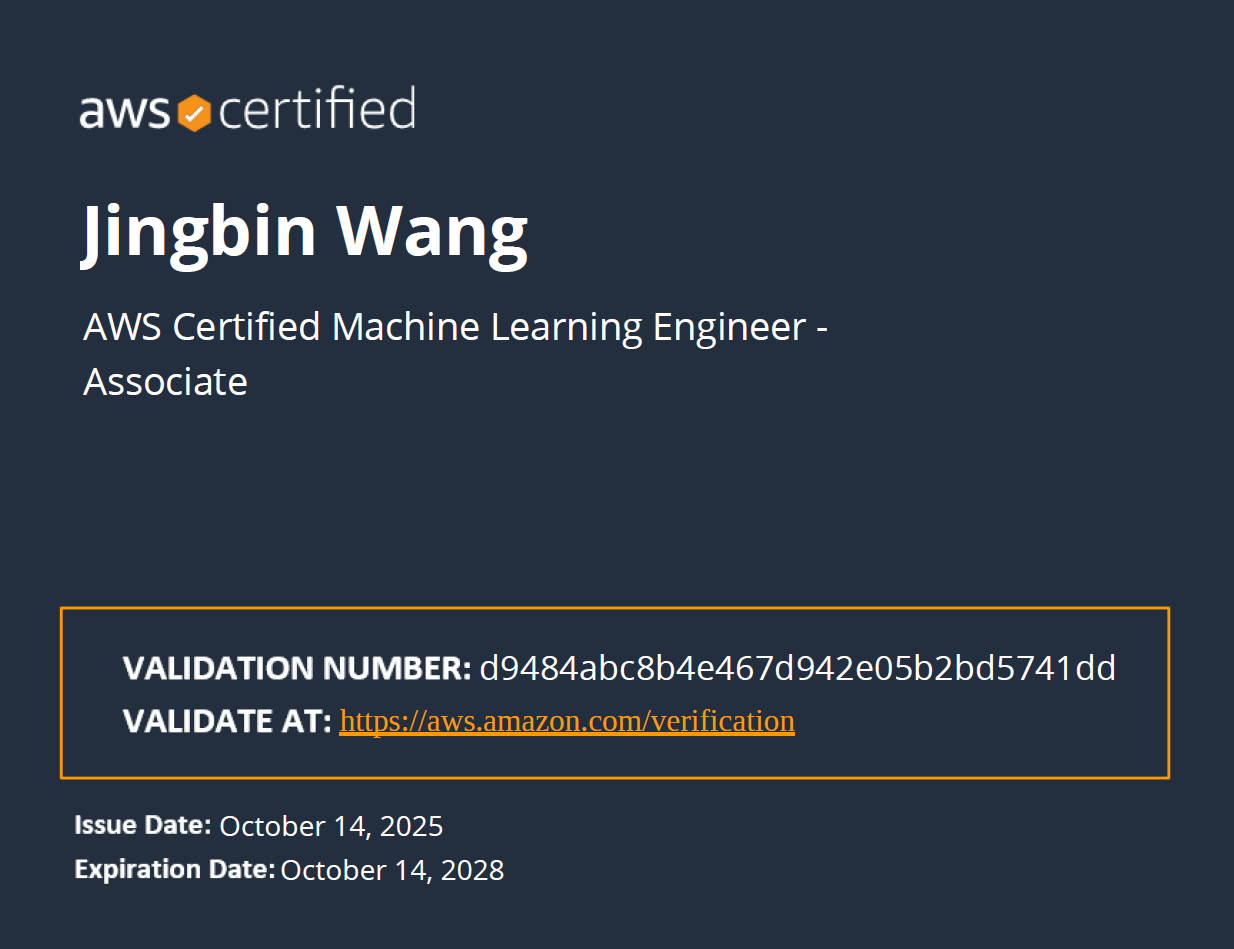 aws certified
Jingbin Wang
AWS Certified Machine Learning Engineer -
Associate
VALIDATION NUMBER: d9484abc8b4e467d942e05b2bd5741dd
VALIDATE AT: https://aws.amazon.com/verification
Issue Date: October 14, 2025
Expiration Date: October 14, 2028